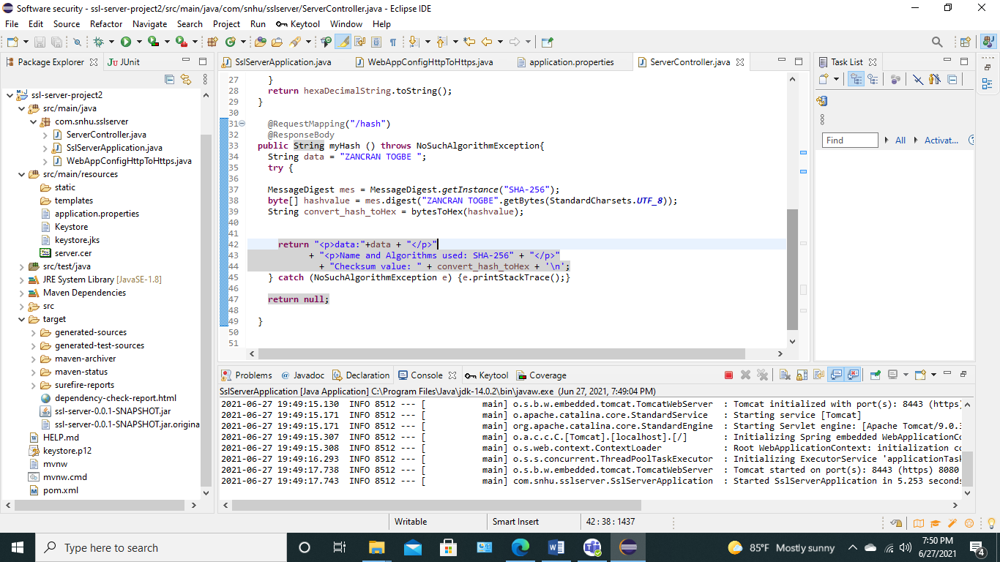 Software security - ssl-server-project2/src/main/java/com/snhu/sslserver/ServerController.java - Eclipse IDE
File Edit Source Refactor Navigate Search Project Run Keytool Window Help
Package Explorer JUnit
ssl-server-project2
src/main/java
com.snhu.sslserver
ServerController.java
SslServerApplication.java
WebAppConfigHttpToHttps.java
src/main/resources
static
templates
application.properties
Keystore
keystore.jks
server.cer
src/test/java
JRE System Library [JavaSE-1.8]
Maven Dependencies
src
target
generated-sources
generated-test-sources
maven-archiver
maven-status
surefire-reports
dependency-check-report.html
ssl-server-0.0.1-SNAPSHOT.jar
ssl-server-0.0.1-SNAPSHOT.jar.origina
HELP.md
keystore.p12
mvnw
mvnw.cmd
pom.xml
SslServerApplication.java WebAppConfigHttpToHttps.java application.properties ServerController.java
27 }
28 return hexaDecimalString.toString();
29 }
30
31 @RequestMapping("/hash")
32 @ResponseBody
33 public String myHash () throws NoSuchAlgorithmException{
34 String data = "ZANCRAN TOGBE ";
35 try {
36
37 MessageDigest mes = MessageDigest.getInstance("SHA-256");
38 byte[] hashvalue = mes.digest("ZANCRAN TOGBE".getBytes(StandardCharsets.UTF_8));
39 String convert_hash_toHex = bytesToHex(hashvalue);
40
41
42 return "<p>data:"+data + "</p>"
43 + "<p>Name and Algorithms used: SHA-256" + "</p>"
44 + "Checksum value: " + convert_hash_toHex + '\n';
45 } catch (NoSuchAlgorithmException e) {e.printStackTrace();}
46
47 return null;
48
49 }
50
51
Task List
Find All Activat...
Problems Javadoc Declaration Console Keytool Coverage
SslServerApplication [Java Application] C:\Program Files\Java\jdk-14.0.2\bin\javaw.exe (Jun 27, 2021, 7:49:04 PM)
2021-06-27 19:49:15.130 INFO 8512 --- [ main] o.s.b.w.embedded.tomcat.TomcatWebServer : Tomcat initialized with port(s): 8443 (https)
2021-06-27 19:49:15.171 INFO 8512 --- [ main] o.apache.catalina.core.StandardService : Starting service [Tomcat]
2021-06-27 19:49:15.171 INFO 8512 --- [ main] org.apache.catalina.core.StandardEngine : Starting Servlet engine: [Apache Tomcat/9.0.3
2021-06-27 19:49:15.307 INFO 8512 --- [ main] o.a.c.c.C.[Tomcat].[localhost].[/] : Initializing Spring embedded WebApplicationCo
2021-06-27 19:49:15.308 INFO 8512 --- [ main] o.s.web.context.ContextLoader : Root WebApplicationContext: initialization co
2021-06-27 19:49:16.293 INFO 8512 --- [ main] o.s.s.concurrent.ThreadPoolTaskExecutor : Initializing ExecutorService 'applicationTask
2021-06-27 19:49:17.738 INFO 8512 --- [ main] o.s.b.w.embedded.tomcat.TomcatWebServer : Tomcat started on port(s): 8443 (https) 8080
2021-06-27 19:49:17.743 INFO 8512 --- [ main] com.snhu.sslserver.SslServerApplication : Started SslServerApplication in 5.253 seconds
Writable Smart Insert 42 : 38 : 1437
Type here to search
85°F Mostly sunny
7:50 PM
6/27/2021
4